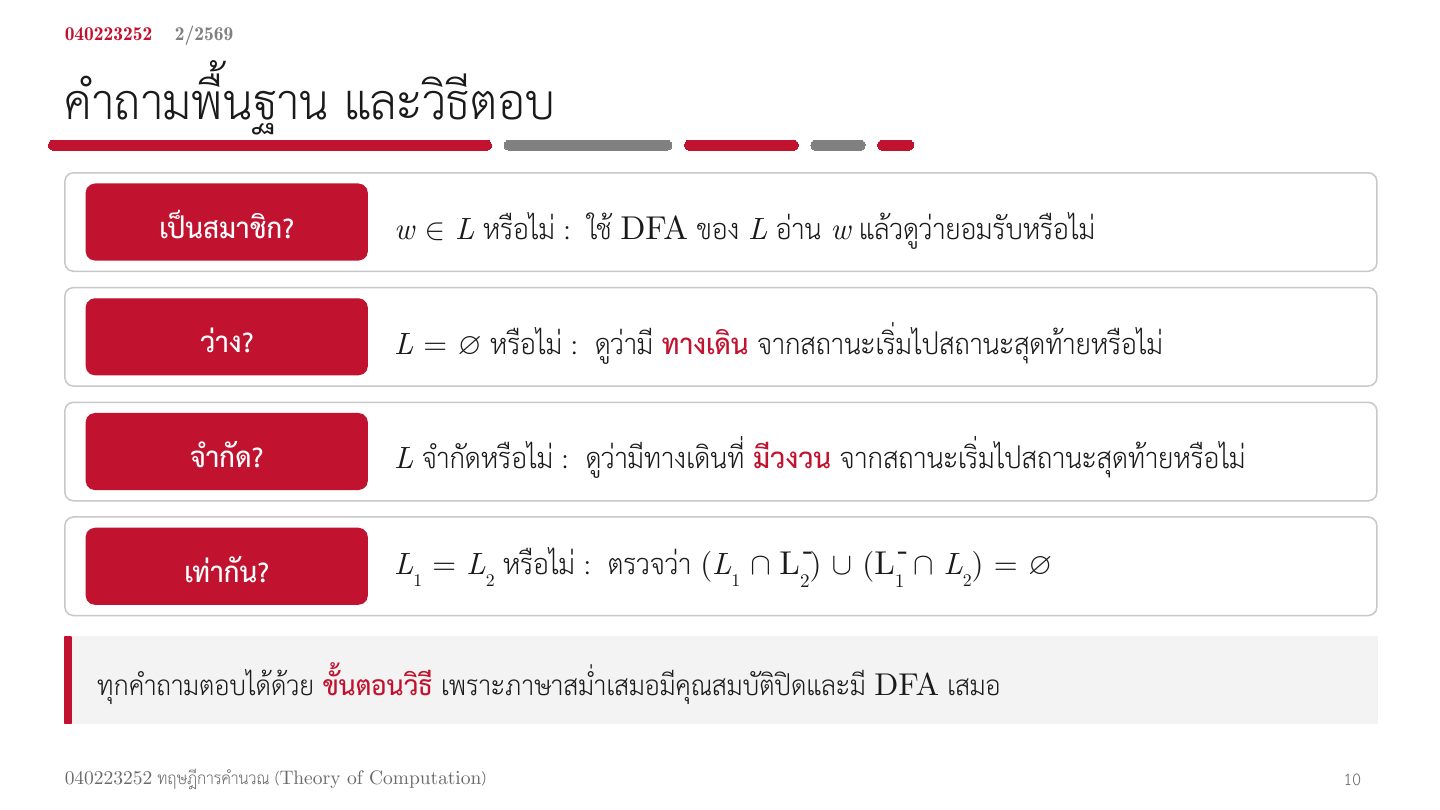 040223252 2/2569
คำถามพื้นฐาน และวิธีตอบ
เป็นสมาชิก?
w ∈ L หรือไม่ : ใช้ DFA ของ L อ่าน w แล้วดูว่ายอมรับหรือไม่
ว่าง?
L = ∅ หรือไม่ : ดูว่ามี ทางเดิน จากสถานะเริ่มไปสถานะสุดท้ายหรือไม่
จำกัด?
L จำกัดหรือไม่ : ดูว่ามีทางเดินที่ มีวงวน จากสถานะเริ่มไปสถานะสุดท้ายหรือไม่
เท่ากัน?
L₁ = L₂ หรือไม่ : ตรวจว่า (L₁ ∩ L̄₂) ∪ (L̄₁ ∩ L₂) = ∅
ทุกคำถามตอบได้ด้วย ขั้นตอนวิธี เพราะภาษาสม่ำเสมอมีคุณสมบัติปิดและมี DFA เสมอ
040223252 ทฤษฎีการคำนวณ (Theory of Computation)
10